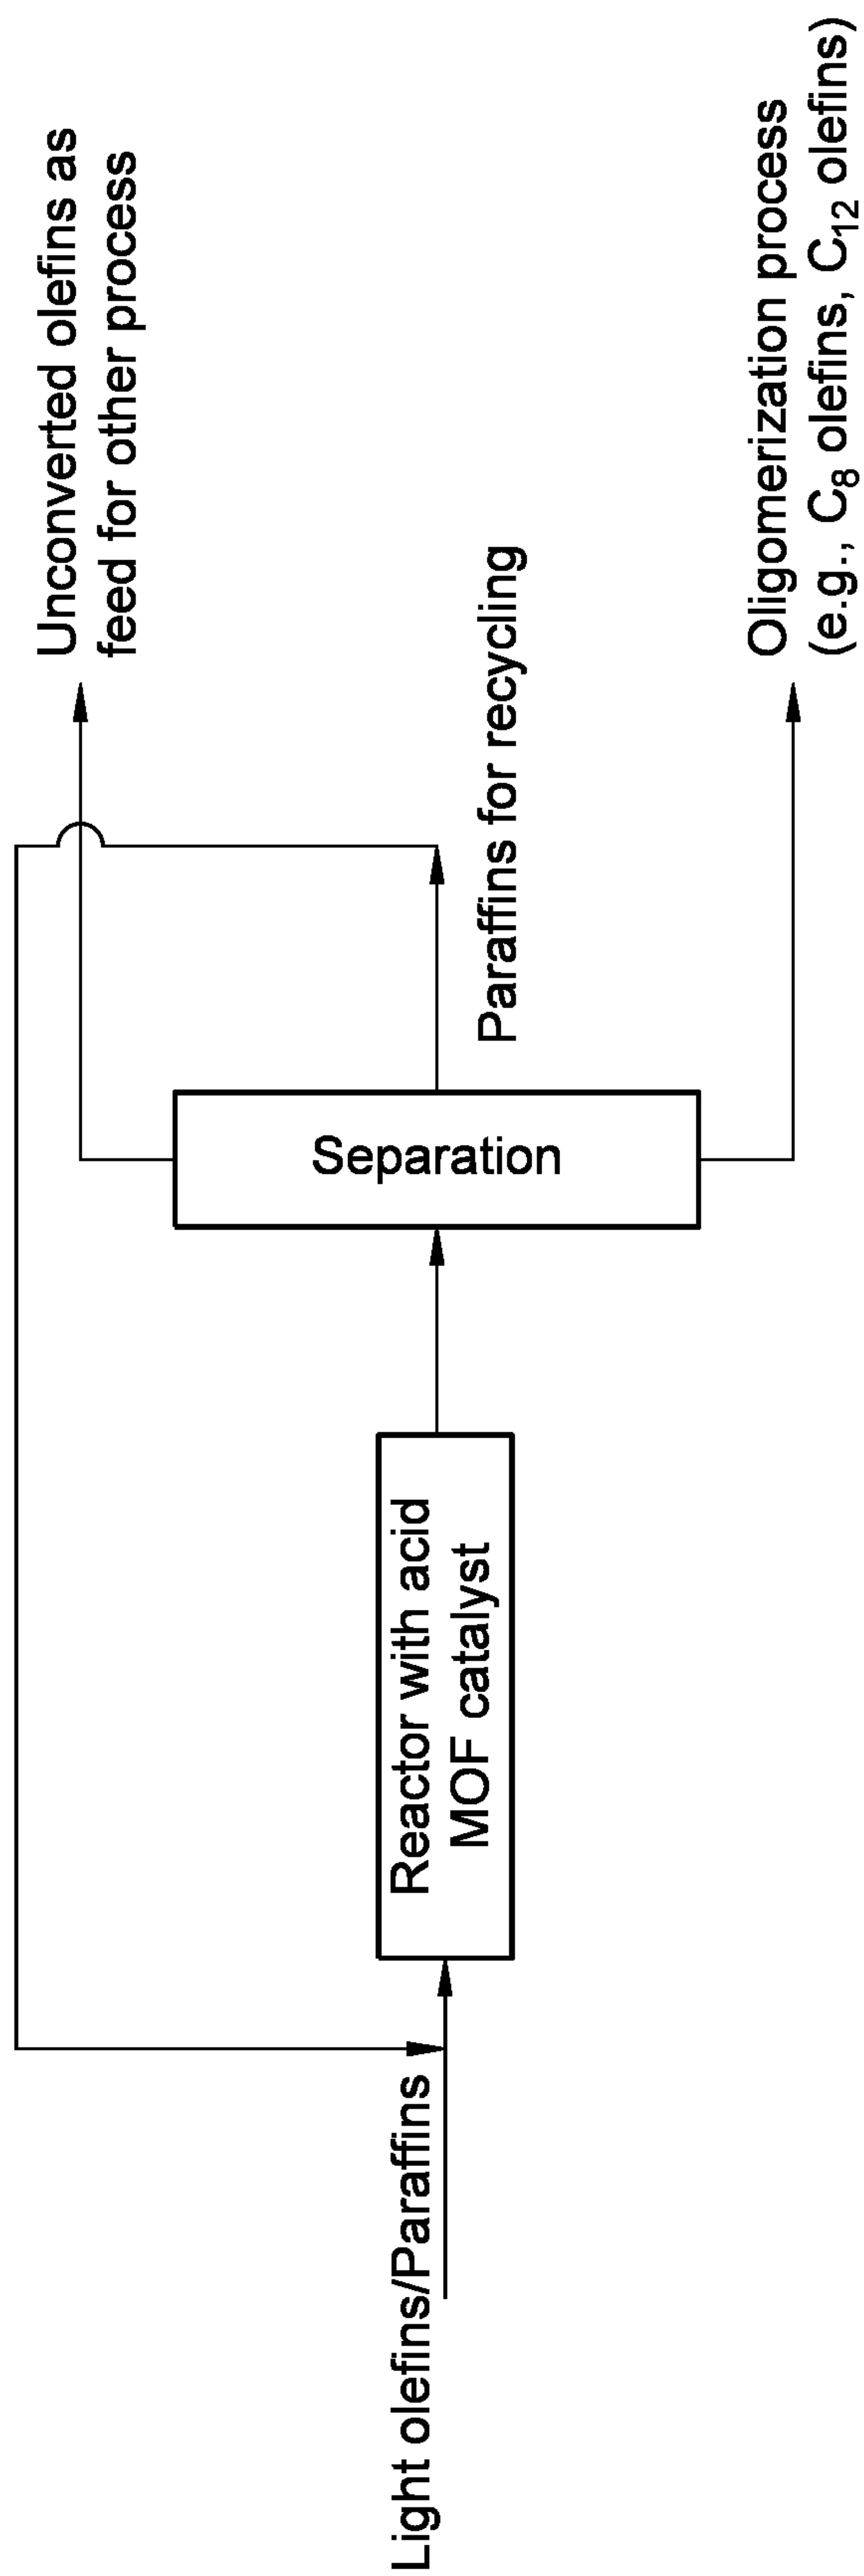 Light olefins/Paraffins
Reactor with acid
MOF catalyst
Separation
Unconverted olefins as
feed for other process
Paraffins for recycling
Oligomerization process
(e.g., C₈ olefins, C₁₂ olefins)